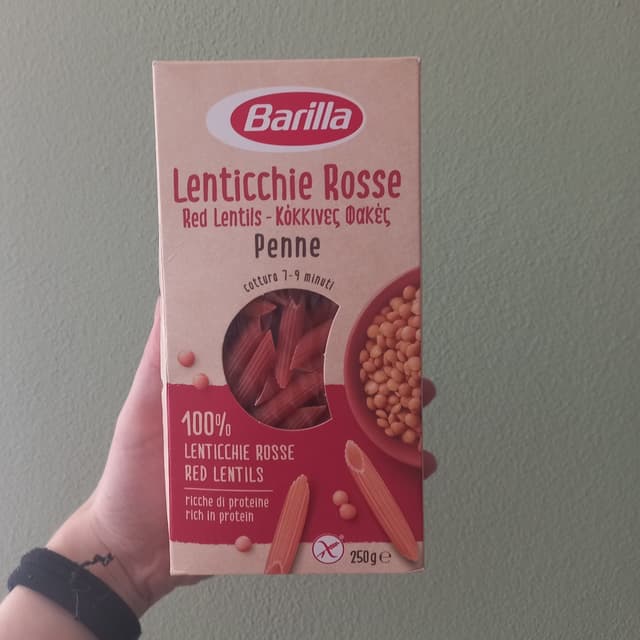 Barilla
Lenticchie Rosse
Red Lentils - Κόκκινες Φακές
Penne
cottura 7-9 minuti
100%
LENTICCHIE ROSSE
RED LENTILS
ricche di proteine
rich in protein
250g℮